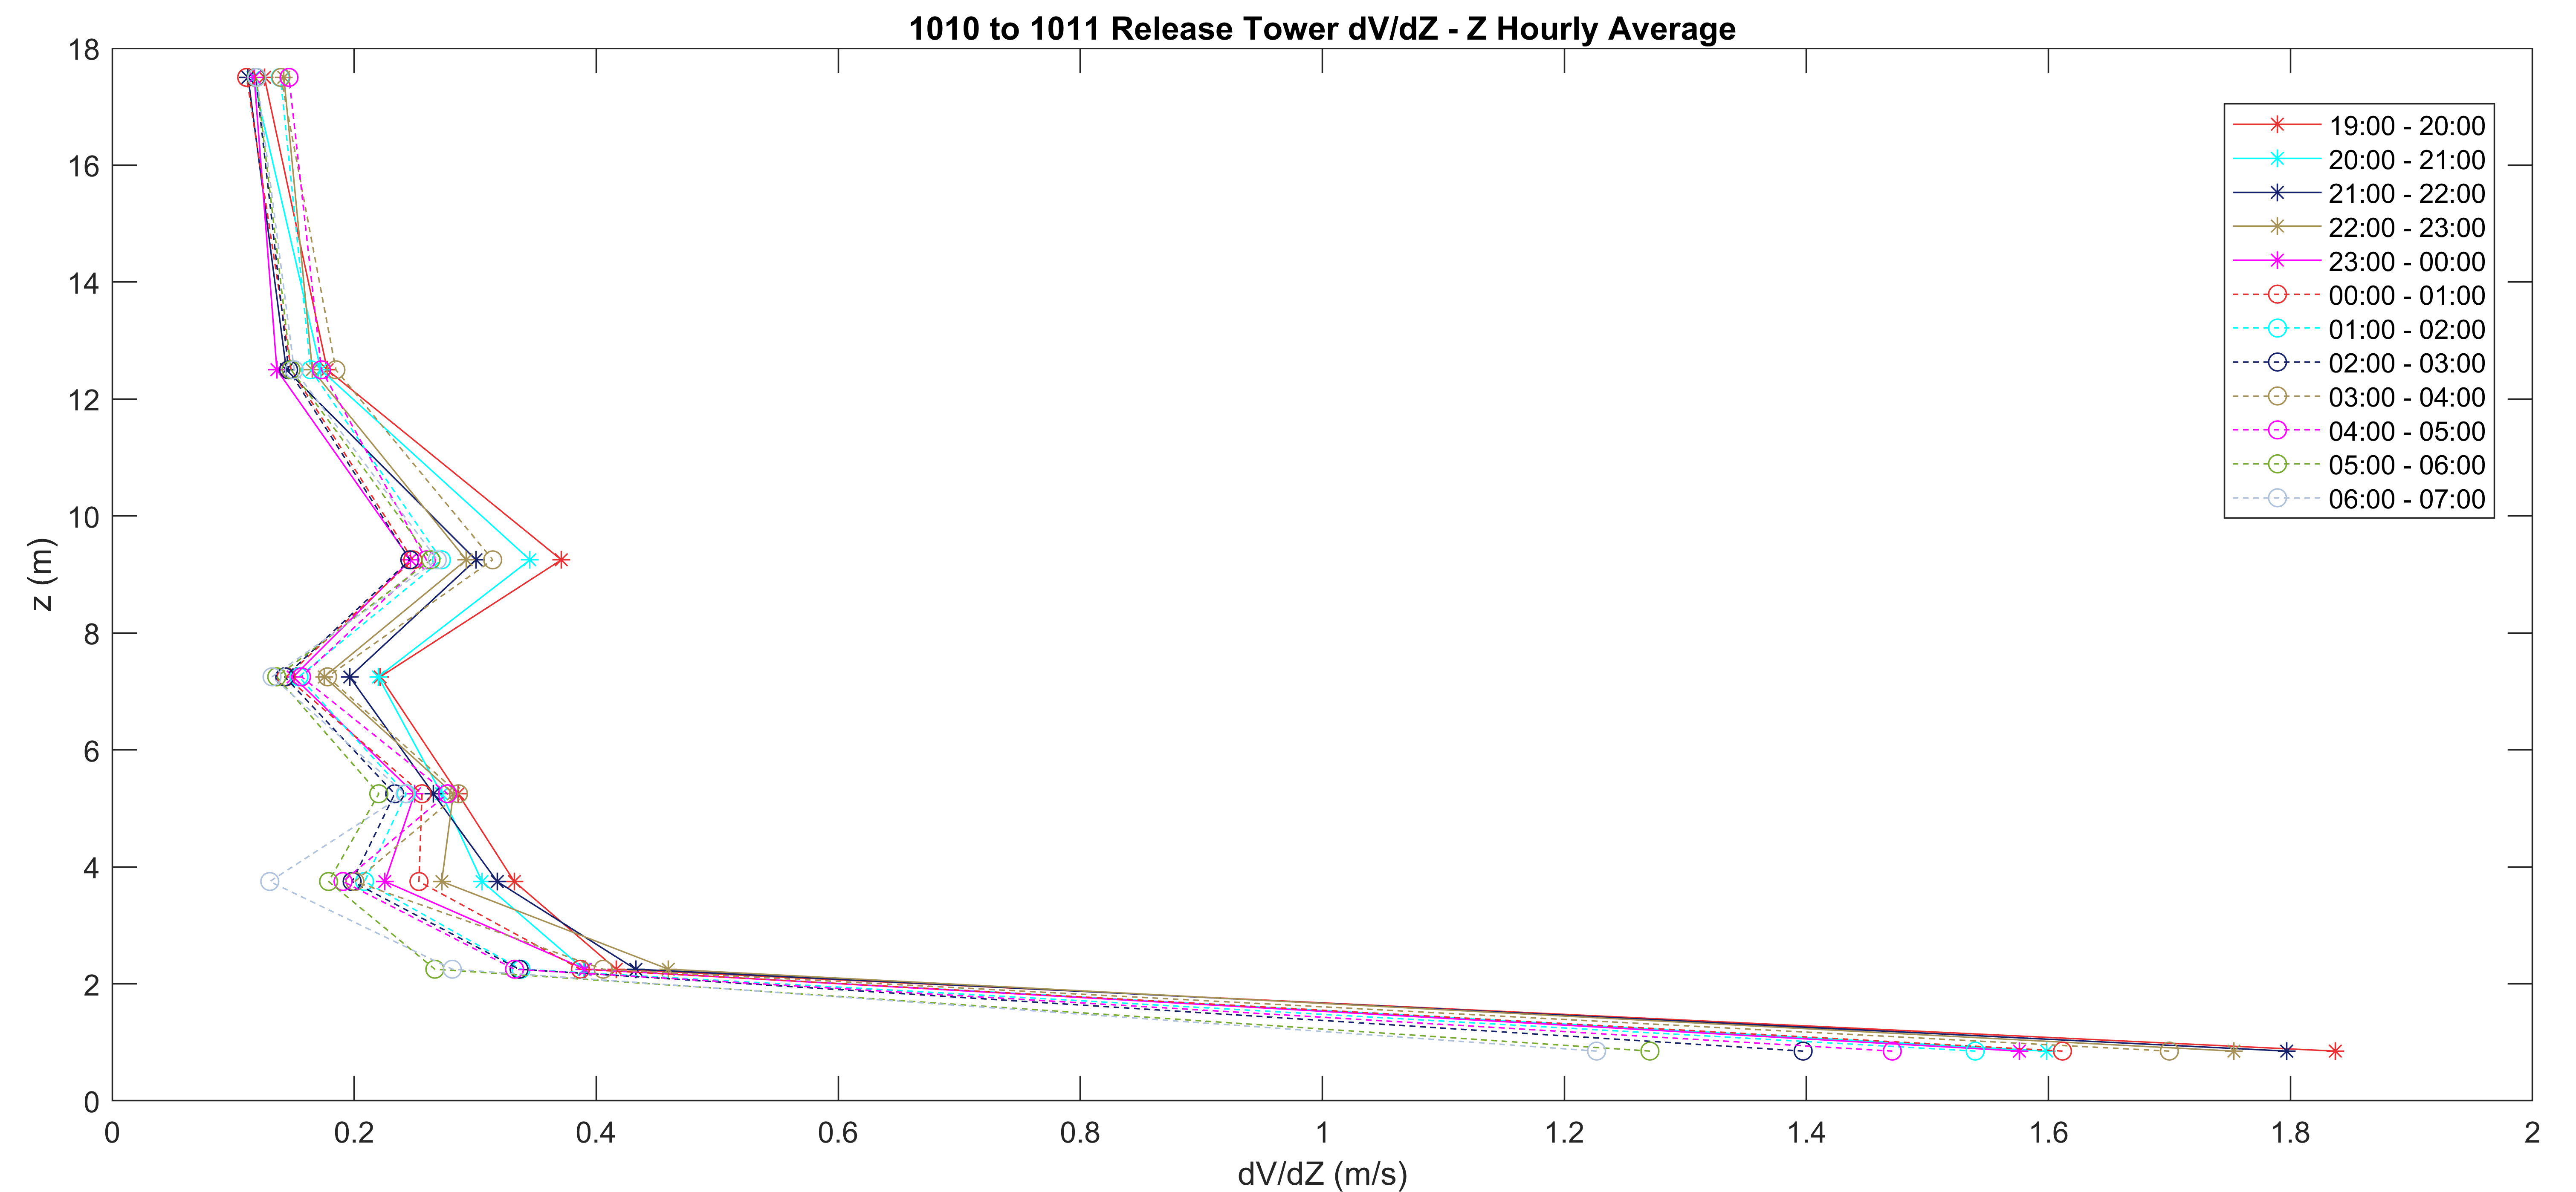 1010 to 1011 Release Tower dV/dZ - Z Hourly Average
18
16
14
12
10
8
6
4
2
0
z (m)
19:00 - 20:00
20:00 - 21:00
21:00 - 22:00
22:00 - 23:00
23:00 - 00:00
00:00 - 01:00
01:00 - 02:00
02:00 - 03:00
03:00 - 04:00
04:00 - 05:00
05:00 - 06:00
06:00 - 07:00
0 0.2 0.4 0.6 0.8 1 1.2 1.4 1.6 1.8 2
dV/dZ (m/s)